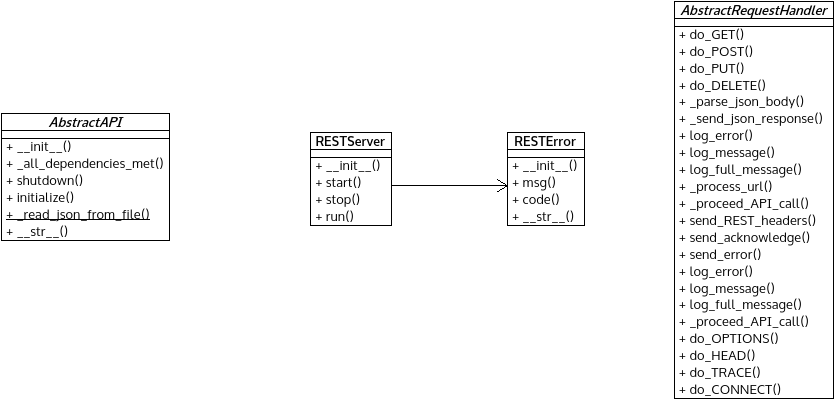 AbstractAPI
+ __init__()
+ _all_dependencies_met()
+ shutdown()
+ initialize()
+ _read_json_from_file()
+ __str__()
RESTServer
+ __init__()
+ start()
+ stop()
+ run()
RESTError
+ __init__()
+ msg()
+ code()
+ __str__()
AbstractRequestHandler
+ do_GET()
+ do_POST()
+ do_PUT()
+ do_DELETE()
+ _parse_json_body()
+ _send_json_response()
+ log_error()
+ log_message()
+ log_full_message()
+ _process_url()
+ _proceed_API_call()
+ send_REST_headers()
+ send_acknowledge()
+ send_error()
+ log_error()
+ log_message()
+ log_full_message()
+ _proceed_API_call()
+ do_OPTIONS()
+ do_HEAD()
+ do_TRACE()
+ do_CONNECT()